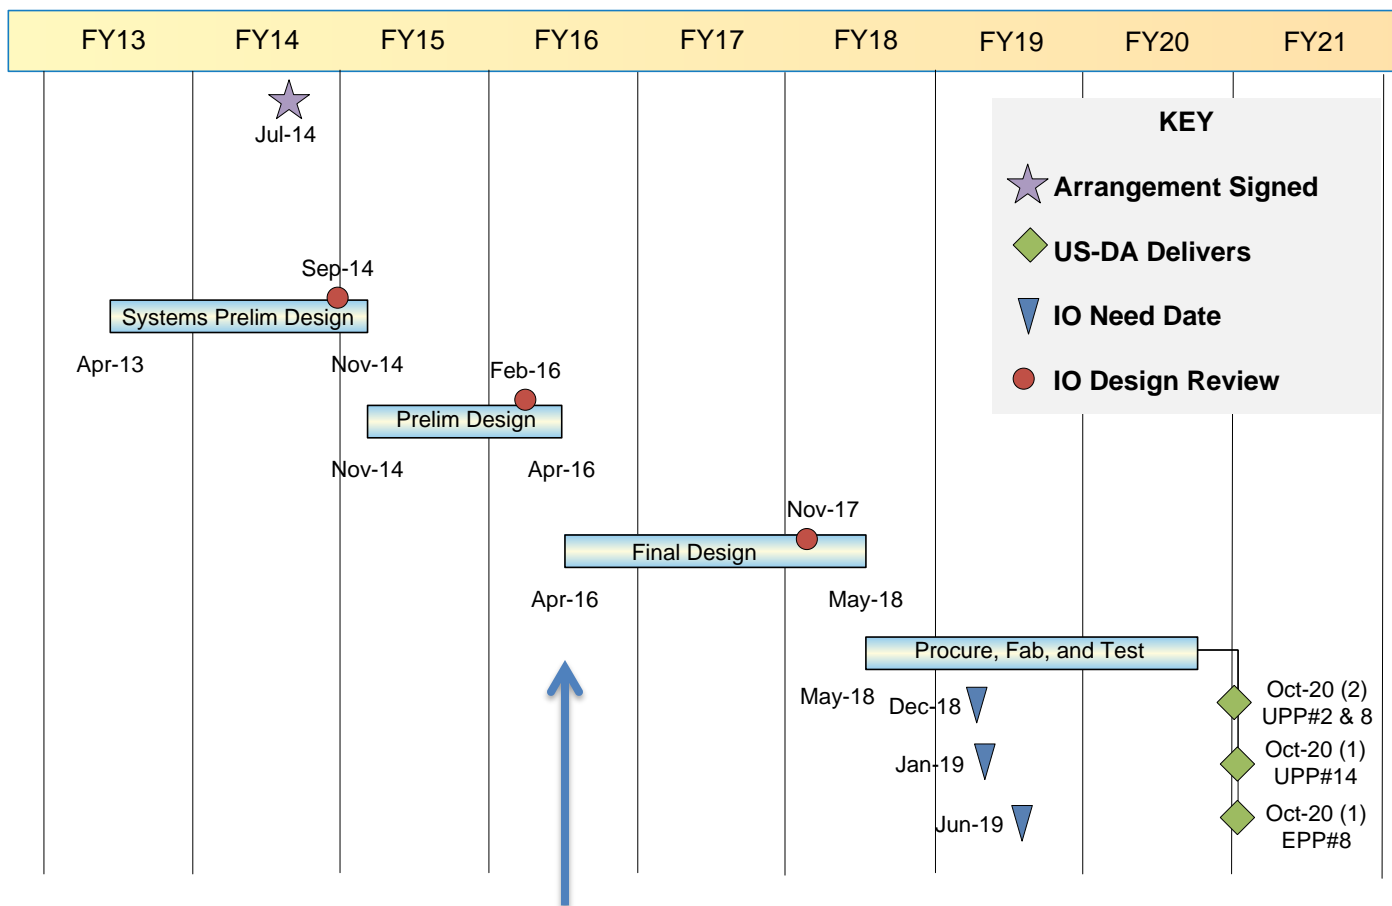 FY13 FY14 FY15 FY16 FY17 FY18 FY19 FY20 FY21
Jul-14
KEY
Arrangement Signed
US-DA Delivers
IO Need Date
IO Design Review
Sep-14
Systems Prelim Design
Apr-13 Nov-14
Feb-16
Prelim Design
Nov-14 Apr-16
Nov-17
Final Design
Apr-16 May-18
Procure, Fab, and Test
May-18
Dec-18
Oct-20 (2)
UPP#2 & 8
Jan-19
Oct-20 (1)
UPP#14
Jun-19
Oct-20 (1)
EPP#8